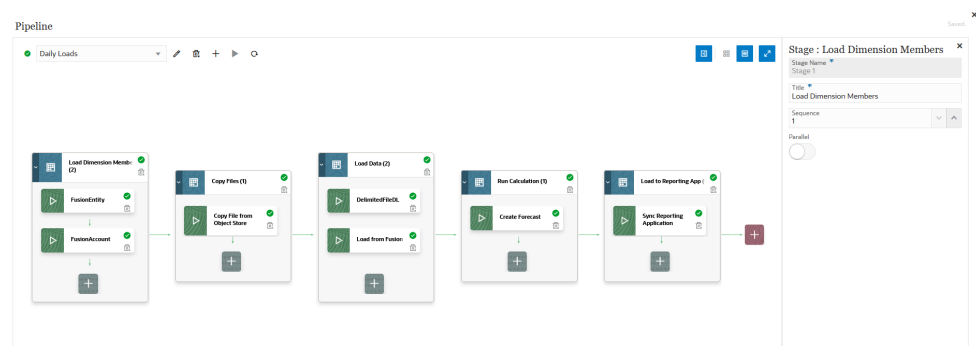 Pipeline
Saved
Daily Loads
Stage : Load Dimension Members
Stage Name *
Stage 1
Title *
Load Dimension Members
Sequence
1
Parallel
Load Dimension Membe
(2)
FusionEntity
FusionAccount
Copy Files (1)
Copy File from
Object Store
Load Data (2)
DelimitedFileDL
Load from Fusion
Run Calculation (1)
Create Forecast
Load to Reporting App (
Sync Reporting
Application